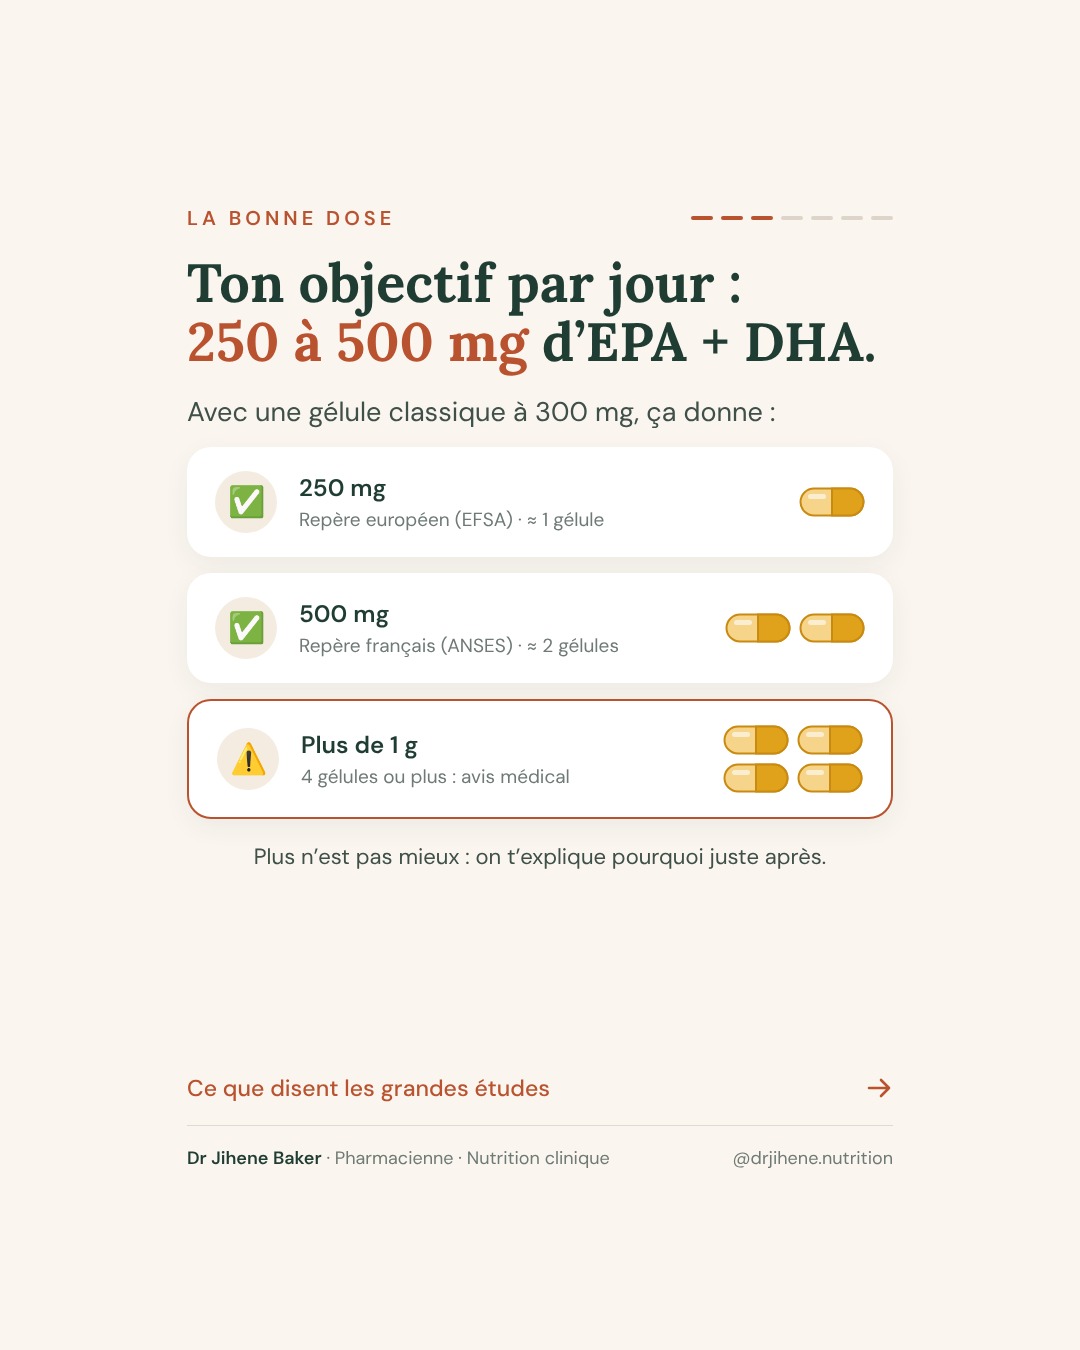 LA BONNE DOSE
Ton objectif par jour :
250 à 500 mg d’EPA + DHA.
Avec une gélule classique à 300 mg, ça donne :
250 mg
Repère européen (EFSA) · ≈ 1 gélule
500 mg
Repère français (ANSES) · ≈ 2 gélules
Plus de 1 g
4 gélules ou plus : avis médical
Plus n’est pas mieux : on t’explique pourquoi juste après.
Ce que disent les grandes études →
Dr Jihene Baker · Pharmacienne · Nutrition clinique
@drjihene.nutrition